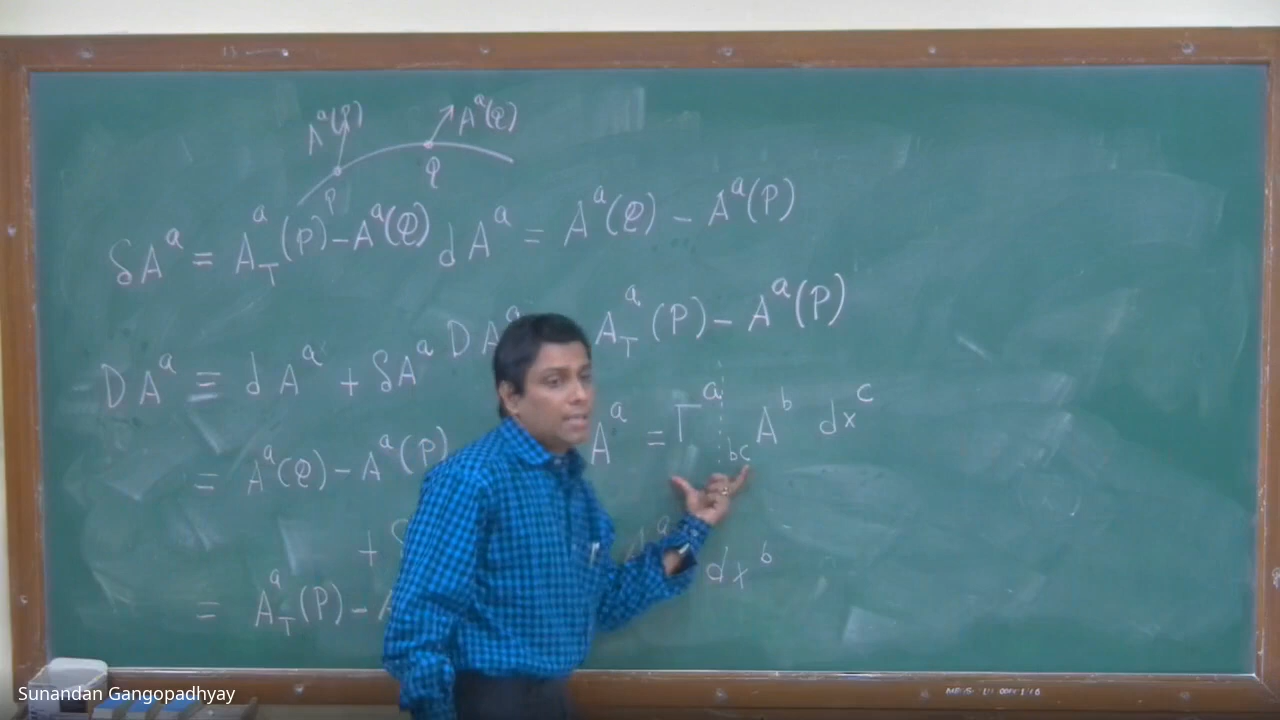 A^a(P) A^a(Q)
P Q
δA^a = A_T^a(P) - A^a(Q) dA^a = A^a(Q) - A^a(P)
DA^a ≡ dA^a + δA^a DA^a A_T^a(P) - A^a(P)
= A^a(Q) - A^a(P) A^a = Γ^a_bc A^b dx^c
+ dx^b
= A_T^a(P) -
Sunandan Gangopadhyay